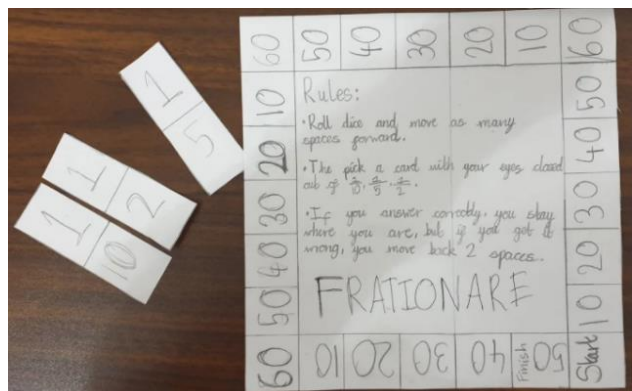 60 50 40 30 20 10 60
10
20
30
40
50
60
50
40
30
20
10
Start
10 20 30 40 50
Finish
Rules:
•Roll dice and move as many
spaces forward.
•The pick a card with your eyes closed
out of
•If you answer correctly, you stay
where you are, but if you got it
wrong, you move back 2 spaces.
FRATIONARE
1
5
1
2
1
10